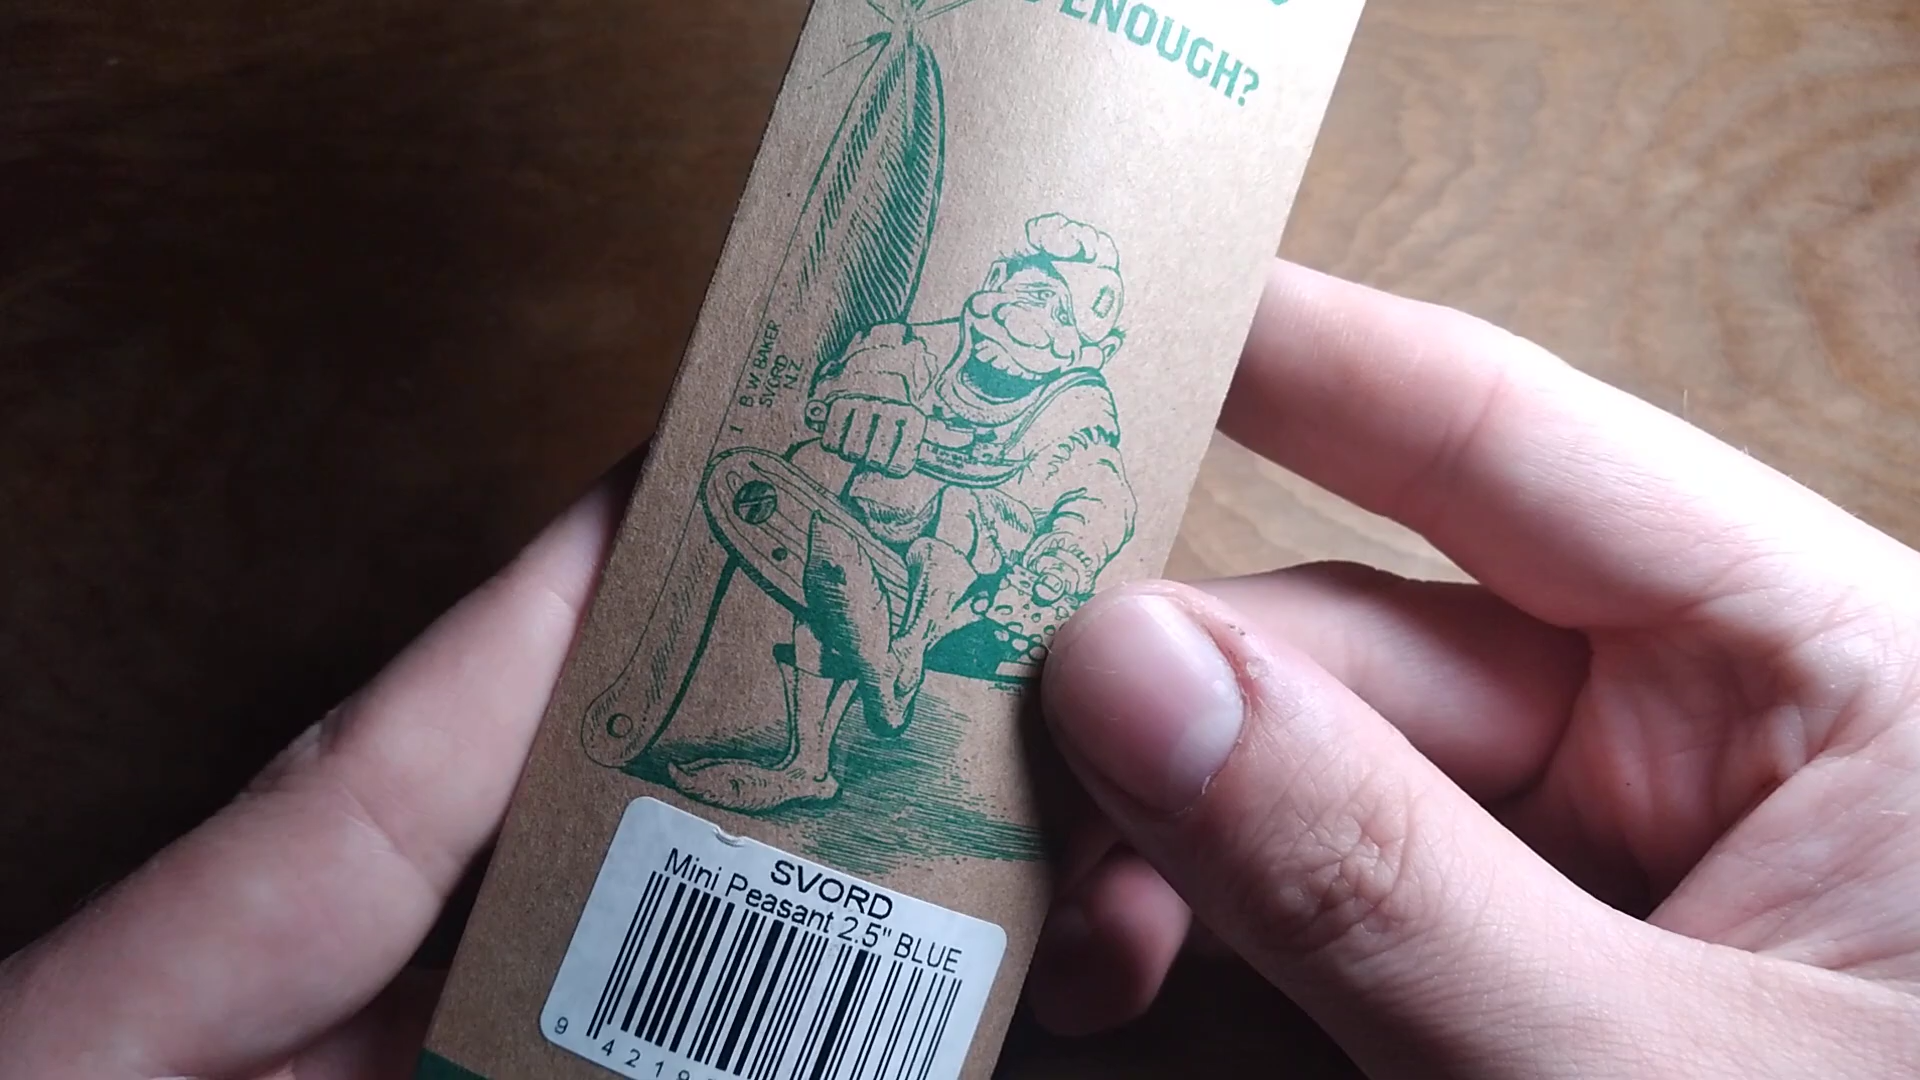 ENOUGH?
B.W. BAKER
SVORD
N.Z
SVORD
Mini Peasant 2.5" BLUE
9 4219